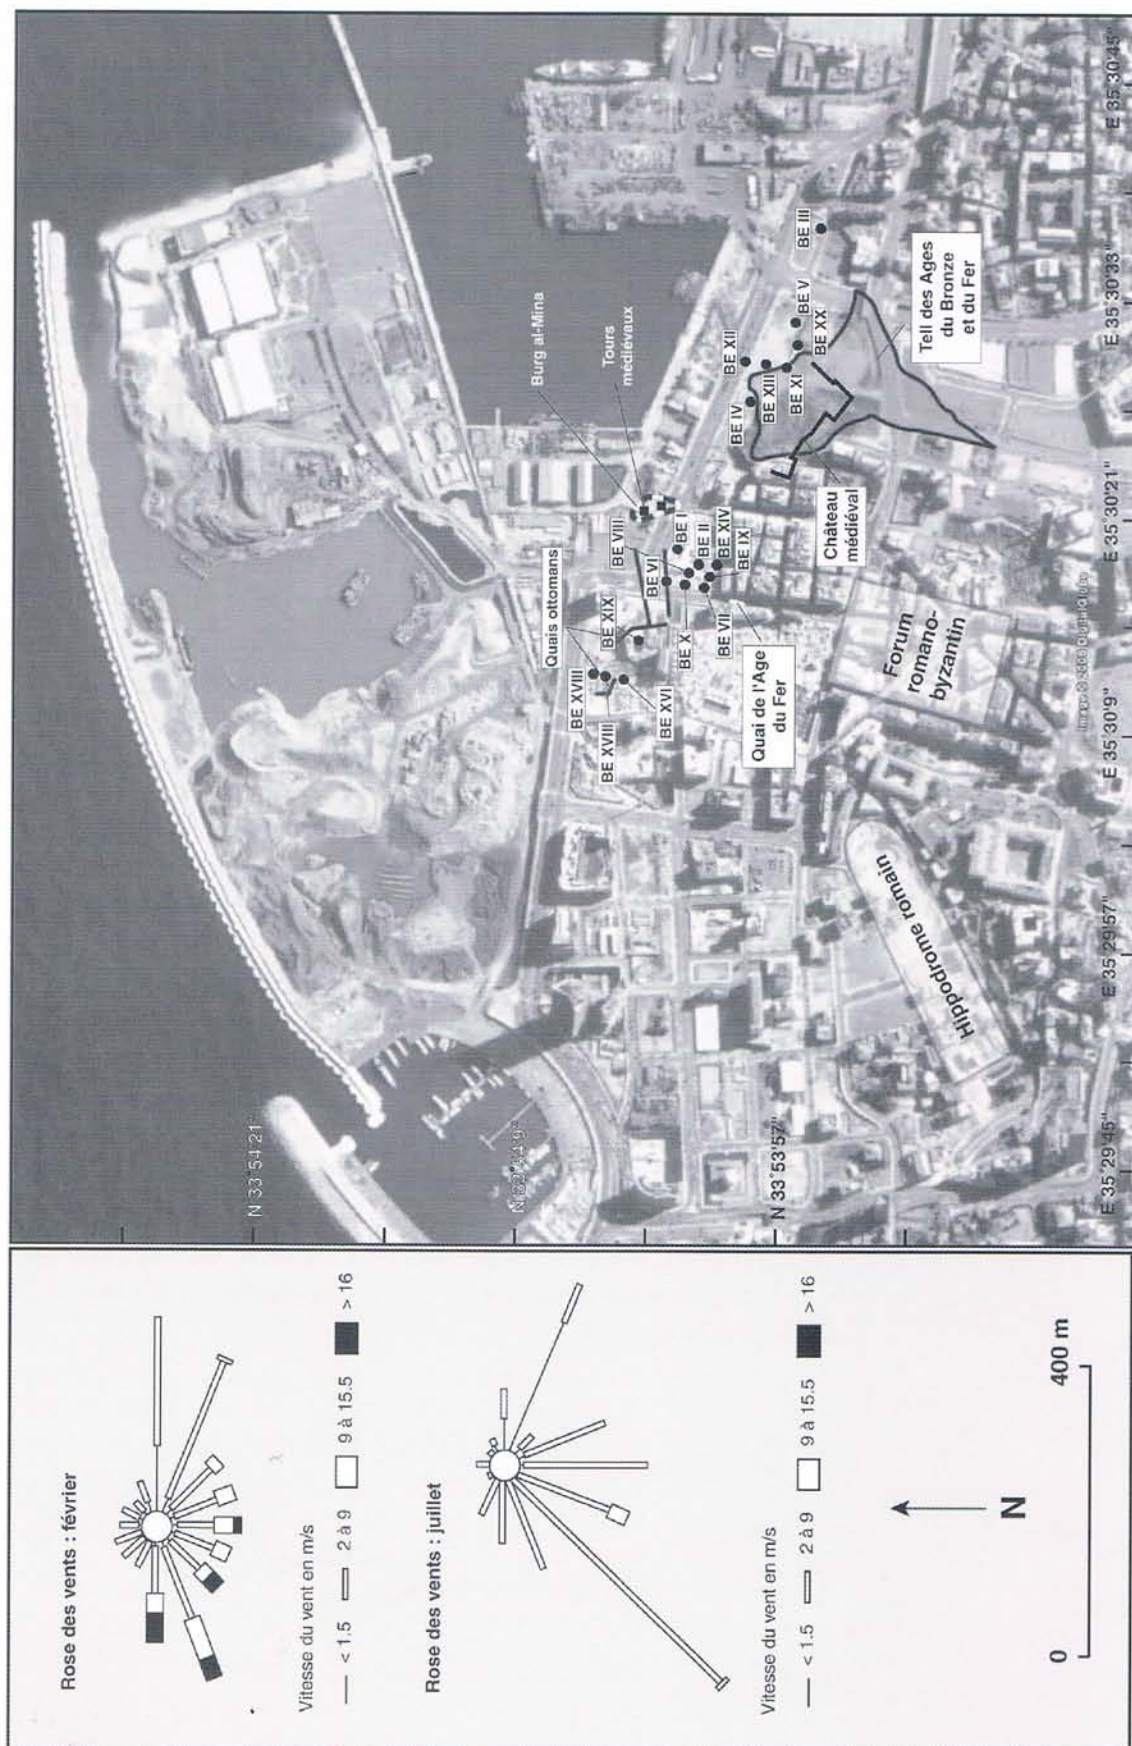 Rose des vents : février
Vitesse du vent en m/s
< 1.5
2 à 9
9 à 15.5
> 16
Rose des vents : juillet
Vitesse du vent en m/s
< 1.5
2 à 9
9 à 15.5
> 16
N
0
400 m
N 33°54'21"
N 33°54'9"
N 33°53'57"
E 35°29'45"
E 35°29'57"
E 35°30'9"
E 35°30'21"
E 35°30'33"
E 35°30'45"
Burg al-Mina
Tours
médiévaux
Quais ottomans
BE XVIII
BE XVIII
BE XVI
BE XIX
BE VIII
BE VI
BE I
BE II
BE XIV
BE IX
BE X
BE VII
Quai de l'Age
du Fer
BE XII
BE IV
BE XIII
BE XI
BE V
BE XX
BE III
Château
médiéval
Tell des Ages
du Bronze
et du Fer
Forum
romano-
byzantin
Hippodrome romain